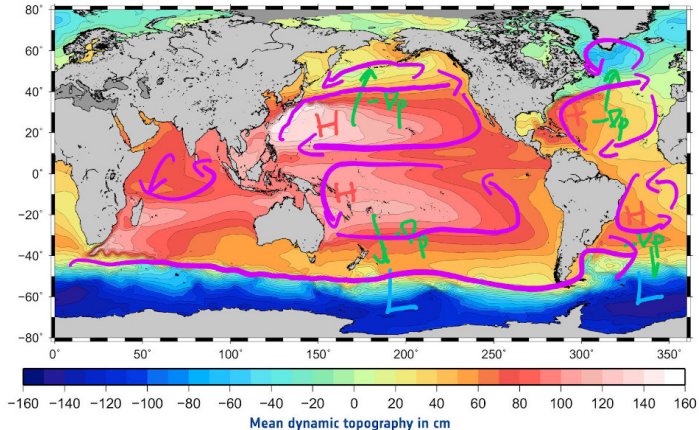 80°
60°
40°
20°
0°
−20°
−40°
−60°
−80°
H
−∇p
H
−∇p
H
−∇p
H
−∇p
L
L
0° 50° 100° 150° 200° 250° 300° 350°
−160 −140 −120 −100 −80 −60 −40 −20 0 20 40 60 80 100 120 140 160
Mean dynamic topography in cm